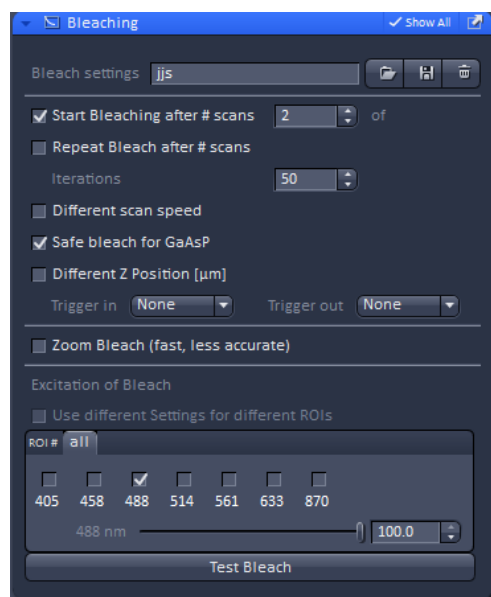 Bleaching Show All
Bleach settings jjs
Start Bleaching after # scans 2 of
Repeat Bleach after # scans
Iterations 50
Different scan speed
Safe bleach for GaAsP
Different Z Position [µm]
Trigger in None Trigger out None
Zoom Bleach (fast, less accurate)
Excitation of Bleach
Use different Settings for different ROIs
ROI # all
405 458 488 514 561 633 870
488 nm 100.0
Test Bleach